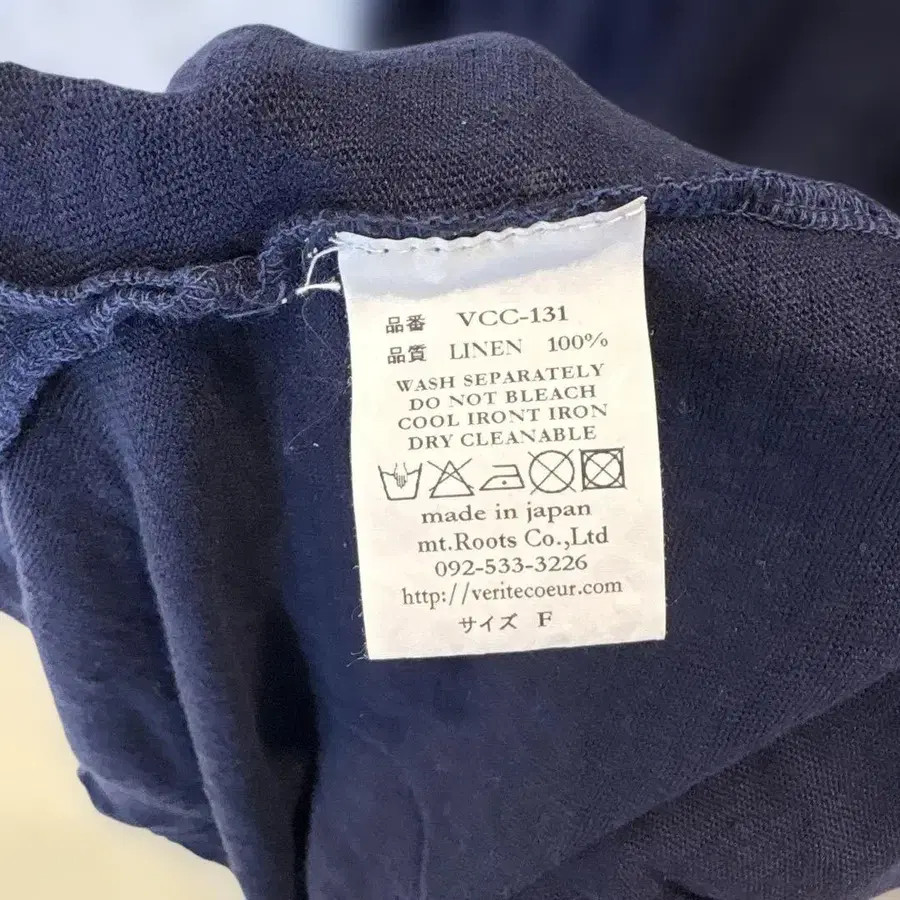 品番 VCC-131
品質 LINEN 100%
WASH SEPARATELY
DO NOT BLEACH
COOL IRONT IRON
DRY CLEANABLE
made in japan
mt.Roots Co.,Ltd
092-533-3226
http://veritecoeur.com
サイズ F